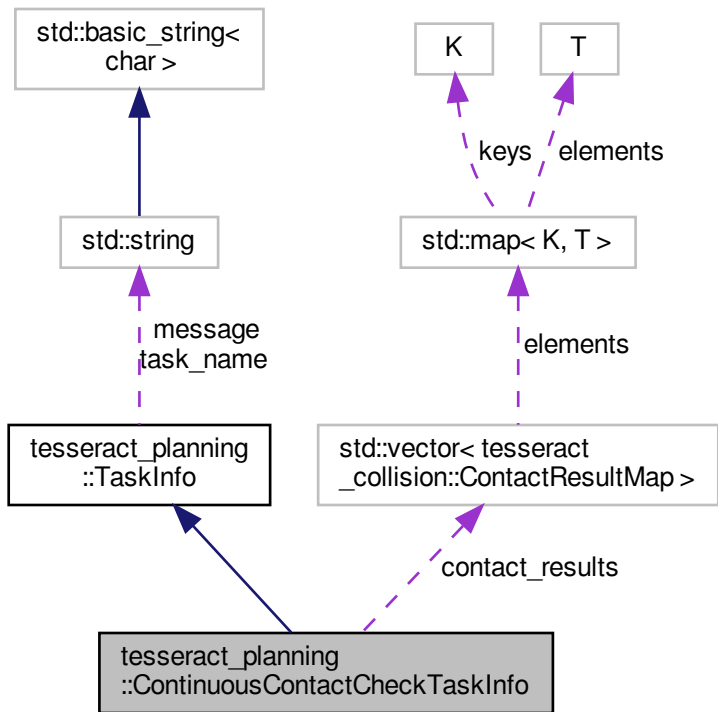 std::basic_string<
char >
K
T
keys
elements
std::string
std::map< K, T >
message
task_name
elements
tesseract_planning
::TaskInfo
std::vector< tesseract
_collision::ContactResultMap >
contact_results
tesseract_planning
::ContinuousContactCheckTaskInfo